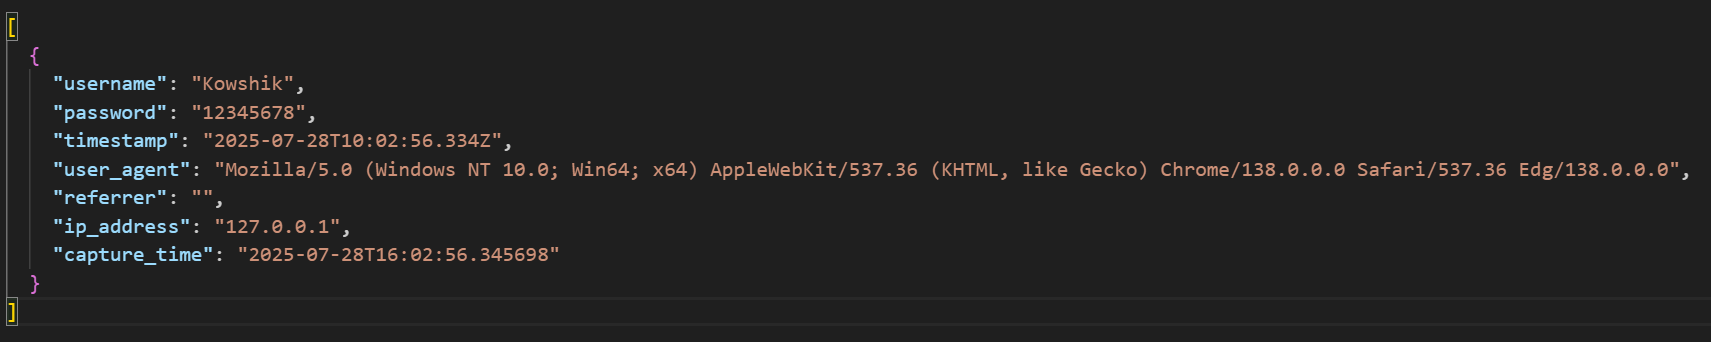 [
  {
    "username": "Kowshik",
    "password": "12345678",
    "timestamp": "2025-07-28T10:02:56.334Z",
    "user_agent": "Mozilla/5.0 (Windows NT 10.0; Win64; x64) AppleWebKit/537.36 (KHTML, like Gecko) Chrome/138.0.0.0 Safari/537.36 Edg/138.0.0.0",
    "referrer": "",
    "ip_address": "127.0.0.1",
    "capture_time": "2025-07-28T16:02:56.345698"
  }
]